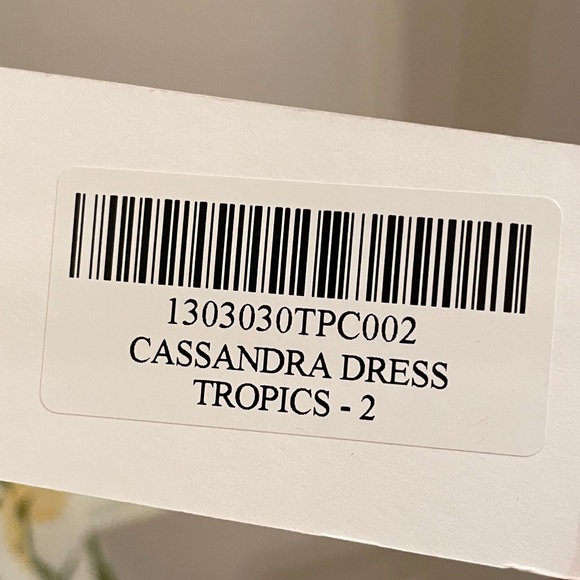 1303030TPC002
CASSANDRA DRESS
TROPICS - 2